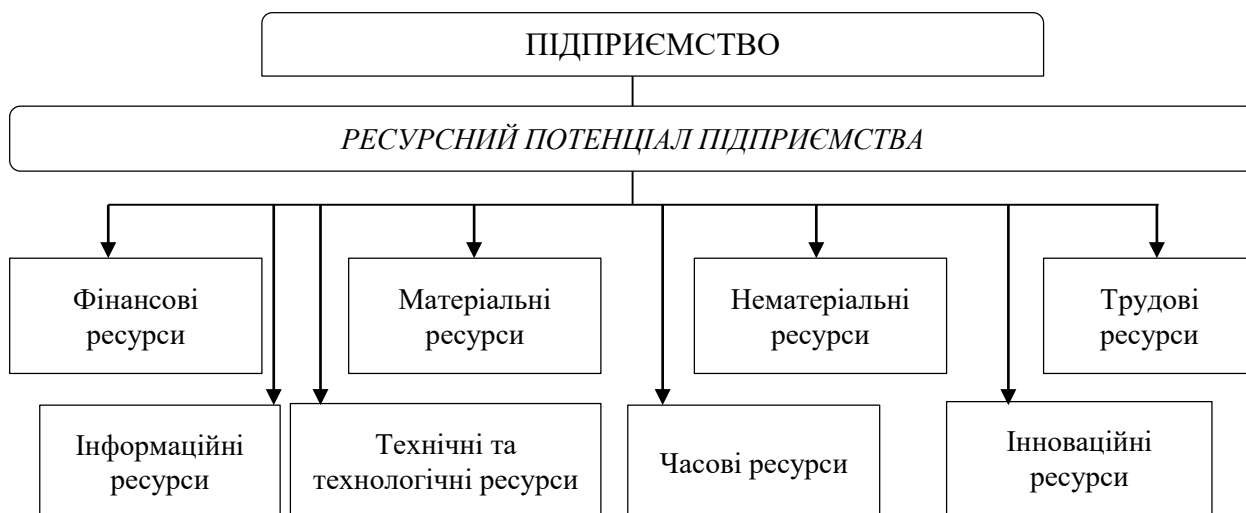 ПІДПРИЄМСТВО
РЕСУРСНИЙ ПОТЕНЦІАЛ ПІДПРИЄМСТВА
Фінансові
ресурси
Матеріальні
ресурси
Нематеріальні
ресурси
Трудові
ресурси
Інформаційні
ресурси
Технічні та
технологічні ресурси
Часові ресурси
Інноваційні
ресурси